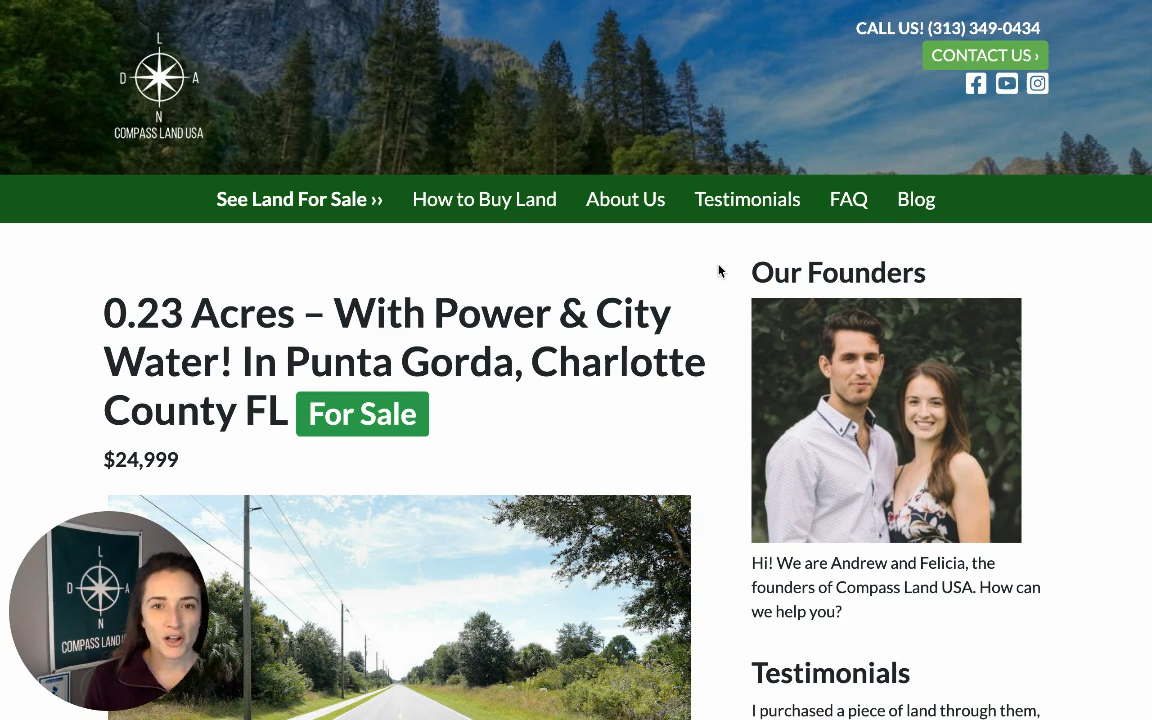 L
D A
N
COMPASS LAND USA
CALL US! (313) 349-0434
CONTACT US ›
See Land For Sale ›› How to Buy Land About Us Testimonials FAQ Blog
0.23 Acres – With Power & City
Water! In Punta Gorda, Charlotte
County FL For Sale
$24,999
Our Founders
Hi! We are Andrew and Felicia, the
founders of Compass Land USA. How can
we help you?
Testimonials
I purchased a piece of land through them,
L
D A
N
COMPASS LAND